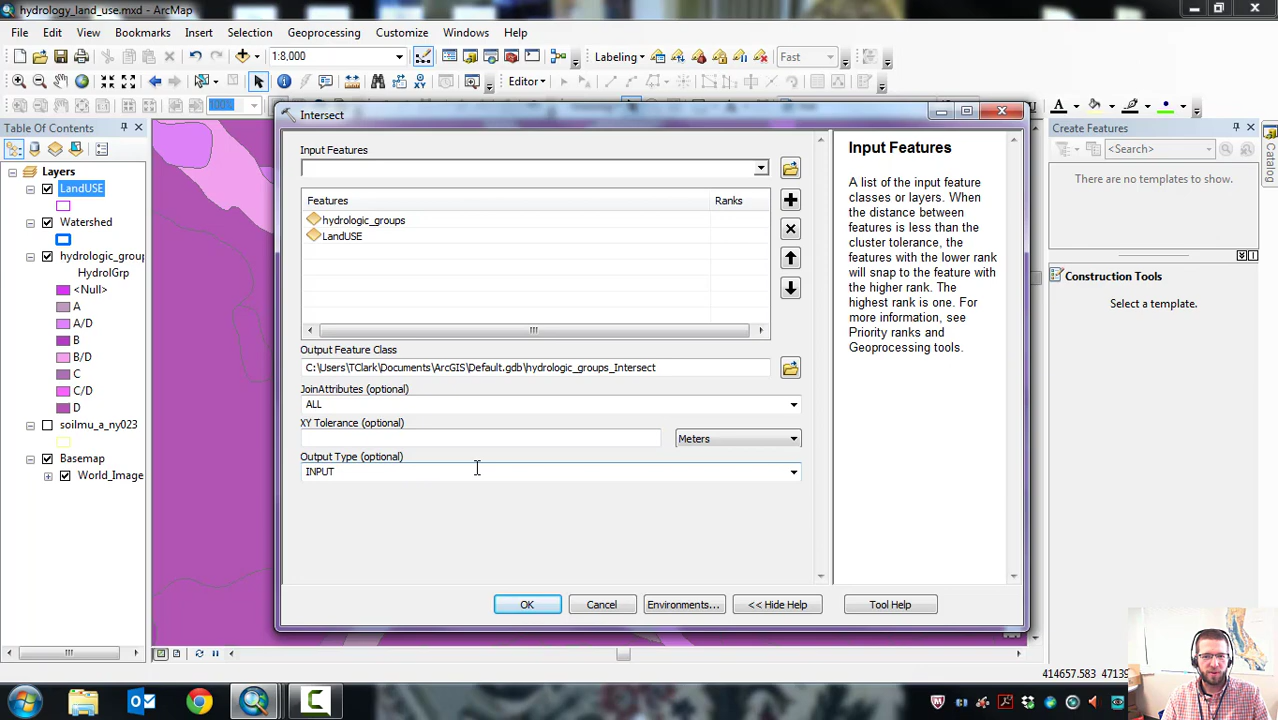 hydrology_land_use.mxd - ArcMap
File Edit View Bookmarks Insert Selection Geoprocessing Customize Windows Help
1:8,000
Labeling
Fast
Editor
100%
Table Of Contents
Layers
LandUSE
Watershed
hydrologic_group
HydrolGrp
<Null>
A
A/D
B
B/D
C
C/D
D
soilmu_a_ny023
Basemap
World_Image
Intersect
Input Features
Features Ranks
hydrologic_groups
LandUSE
Output Feature Class
C:\Users\TClark\Documents\ArcGIS\Default.gdb\hydrologic_groups_Intersect
JoinAttributes (optional)
ALL
XY Tolerance (optional)
Meters
Output Type (optional)
INPUT
OK
Cancel
Environments...
<< Hide Help
Tool Help
Input Features
A list of the input feature
classes or layers. When
the distance between
features is less than the
cluster tolerance, the
features with the lower rank
will snap to the feature with
the higher rank. The
highest rank is one. For
more information, see
Priority ranks and
Geoprocessing tools.
Create Features
<Search>
There are no templates to show.
Construction Tools
Select a template.
Catalog
414657.583 47139